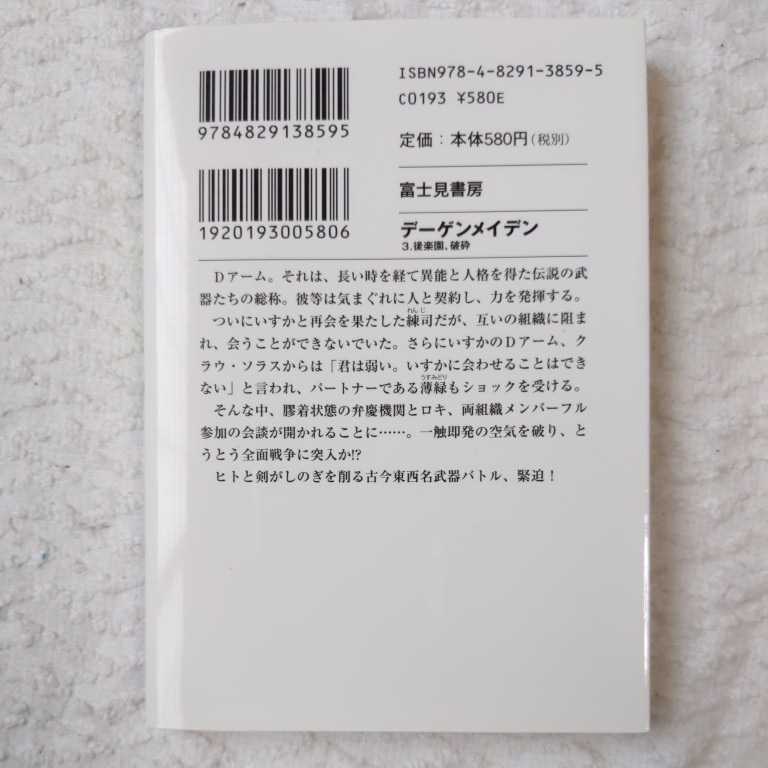 ISBN978-4-8291-3859-5
C0193 ¥580E
9784829138595
定価：本体580円（税別）
富士見書房
1920193005806
デーゲンメイデン
3.後楽園、破砕
Dアーム。それは、長い時を経て異能と人格を得た伝説の武
器たちの総称。彼等は気まぐれに人と契約し、力を発揮する。
れんじ
ついにいすかと再会を果たした練司だが、互いの組織に阻ま
れ、会うことができないでいた。さらにいすかのDアーム、ク
ラウ・ソラスからは「君は弱い。いすかに会わせることはでき
うすみどり
ない」と言われ、パートナーである薄緑もショックを受ける。
そんな中、膠着状態の弁慶機関とロキ、両組織メンバーフル
参加の会談が開かれることに……。一触即発の空気を破り、と
うとう全面戦争に突入か!?
ヒトと剣がしのぎを削る古今東西名武器バトル、緊迫！